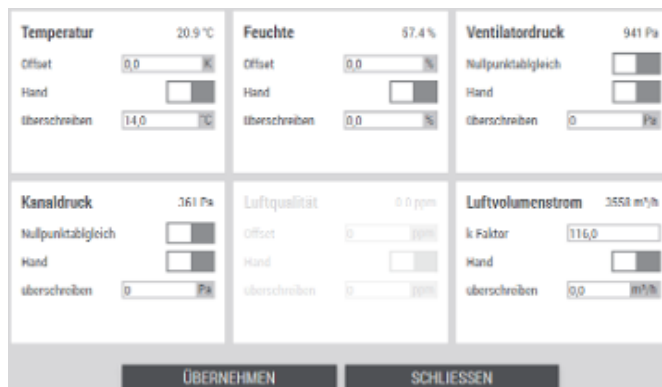 Temperatur 20.9 °C
Offset 0,0 K
Hand
überschreiben 14,0 °C
Feuchte 57.4 %
Offset 0,0 %
Hand
überschreiben 0,0 %
Ventilatordruck 941 Pa
Nullpunktablgleich
Hand
überschreiben 0 Pa
Kanaldruck 361 Pa
Nullpunktablgleich
Hand
überschreiben 0 Pa
Luftqualität 0.0 ppm
Offset 0 ppm
Hand
überschreiben 0 ppm
Luftvolumenstrom 3558 m³/h
k Faktor 116,0
Hand
überschreiben 0,0 m³/h
ÜBERNEHMEN SCHLIESSEN